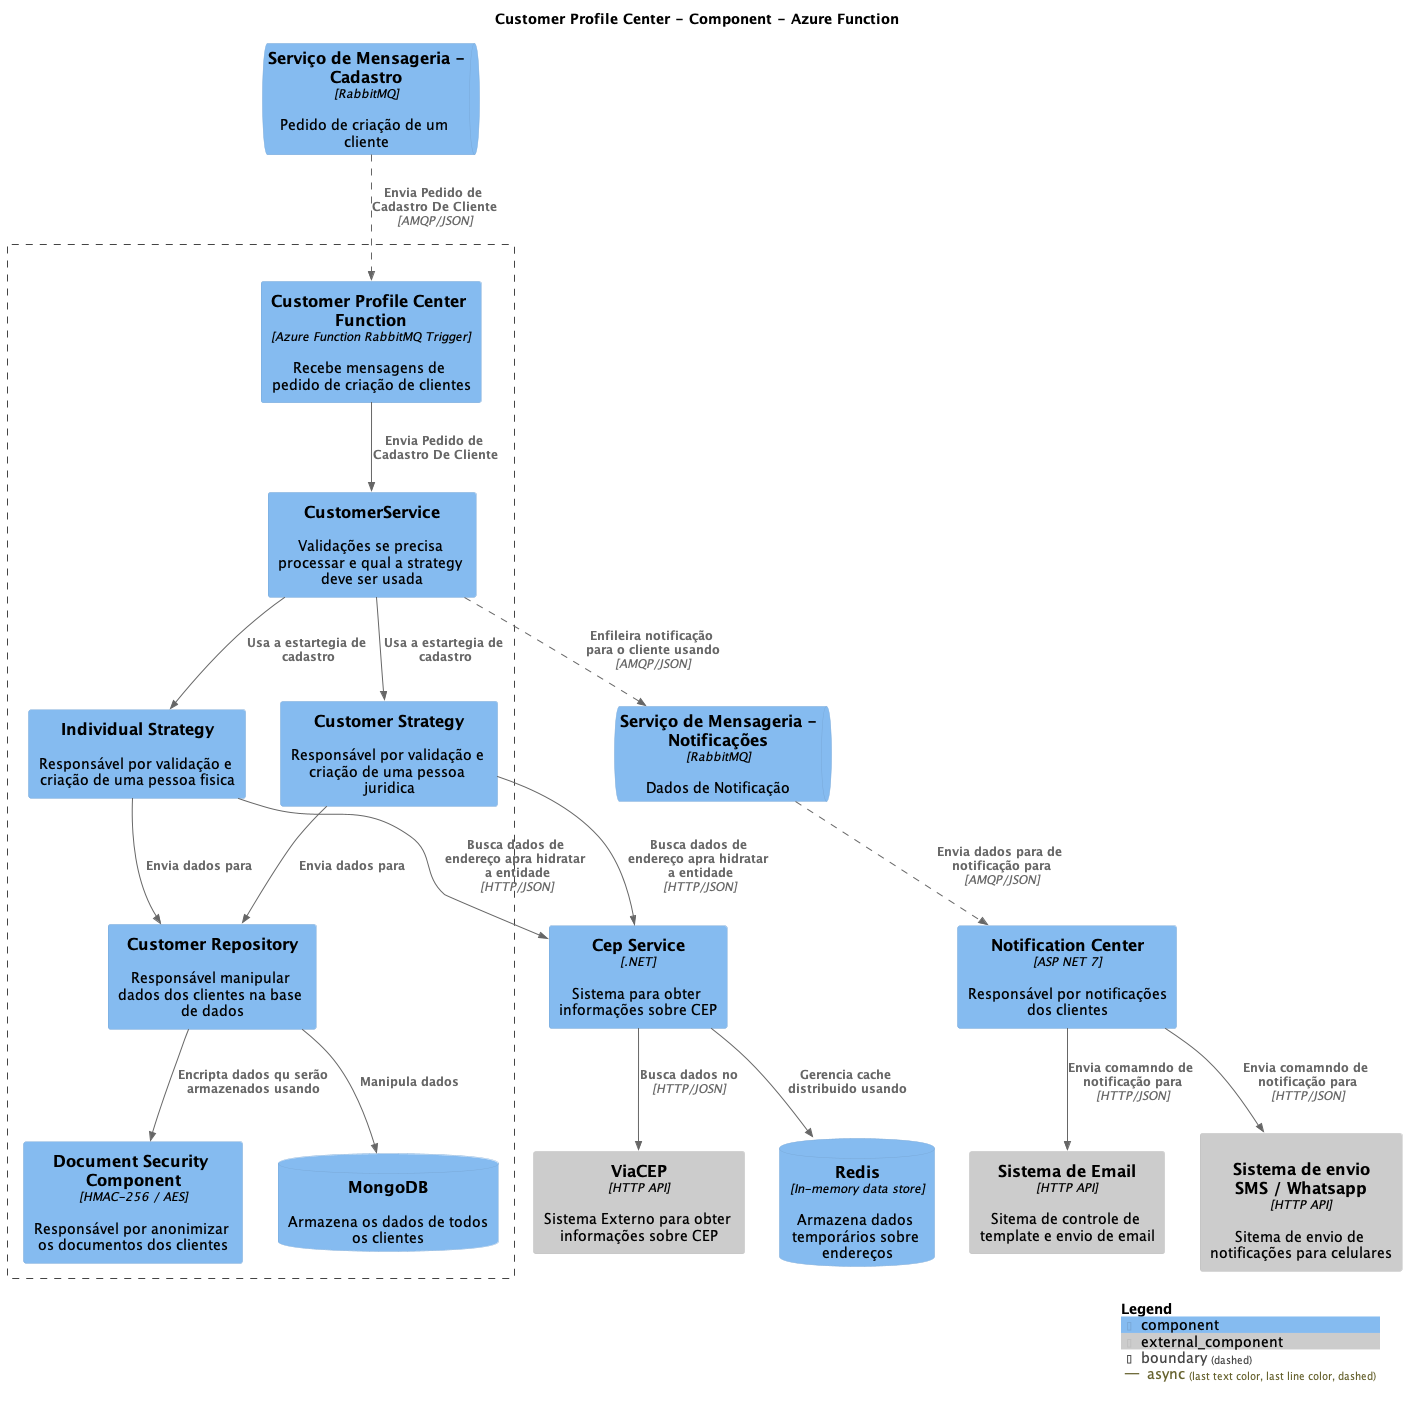 Customer Profile Center – Component – Azure Function
Serviço de Mensageria –
Cadastro
[RabbitMQ]
Pedido de criação de um
cliente
Envia Pedido de
Cadastro De Cliente
[AMQP/JSON]
Customer Profile Center
Function
[Azure Function RabbitMQ Trigger]
Recebe mensagens de
pedido de criação de clientes
Envia Pedido de
Cadastro De Cliente
CustomerService
Validações se precisa
processar e qual a strategy
deve ser usada
Usa a estartegia de
cadastro
Usa a estartegia de
cadastro
Enfileira notificação
para o cliente usando
[AMQP/JSON]
Individual Strategy
Responsável por validação e
criação de uma pessoa fisica
Customer Strategy
Responsável por validação e
criação de uma pessoa
juridica
Serviço de Mensageria –
Notificações
[RabbitMQ]
Dados de Notificação
Envia dados para
Envia dados para
Busca dados de
endereço apra hidratar
a entidade
[HTTP/JSON]
Busca dados de
endereço apra hidratar
a entidade
[HTTP/JSON]
Envia dados para de
notificação para
[AMQP/JSON]
Customer Repository
Responsável manipular
dados dos clientes na base
de dados
Cep Service
[.NET]
Sistema para obter
informações sobre CEP
Notification Center
[ASP NET 7]
Responsável por notificações
dos clientes
Encripta dados qu serão
armazenados usando
Manipula dados
Busca dados no
[HTTP/JOSN]
Gerencia cache
distribuido usando
Envia comamndo de
notificação para
[HTTP/JSON]
Envia comamndo de
notificação para
[HTTP/JSON]
Document Security
Component
[HMAC-256 / AES]
Responsável por anonimizar
os documentos dos clientes
MongoDB
Armazena os dados de todos
os clientes
ViaCEP
[HTTP API]
Sistema Externo para obter
informações sobre CEP
Redis
[In-memory data store]
Armazena dados
temporários sobre
endereços
Sistema de Email
[HTTP API]
Sitema de controle de
template e envio de email
Sistema de envio
SMS / Whatsapp
[HTTP API]
Sitema de envio de
notificações para celulares
Legend
component
external_component
boundary (dashed)
async (last text color, last line color, dashed)